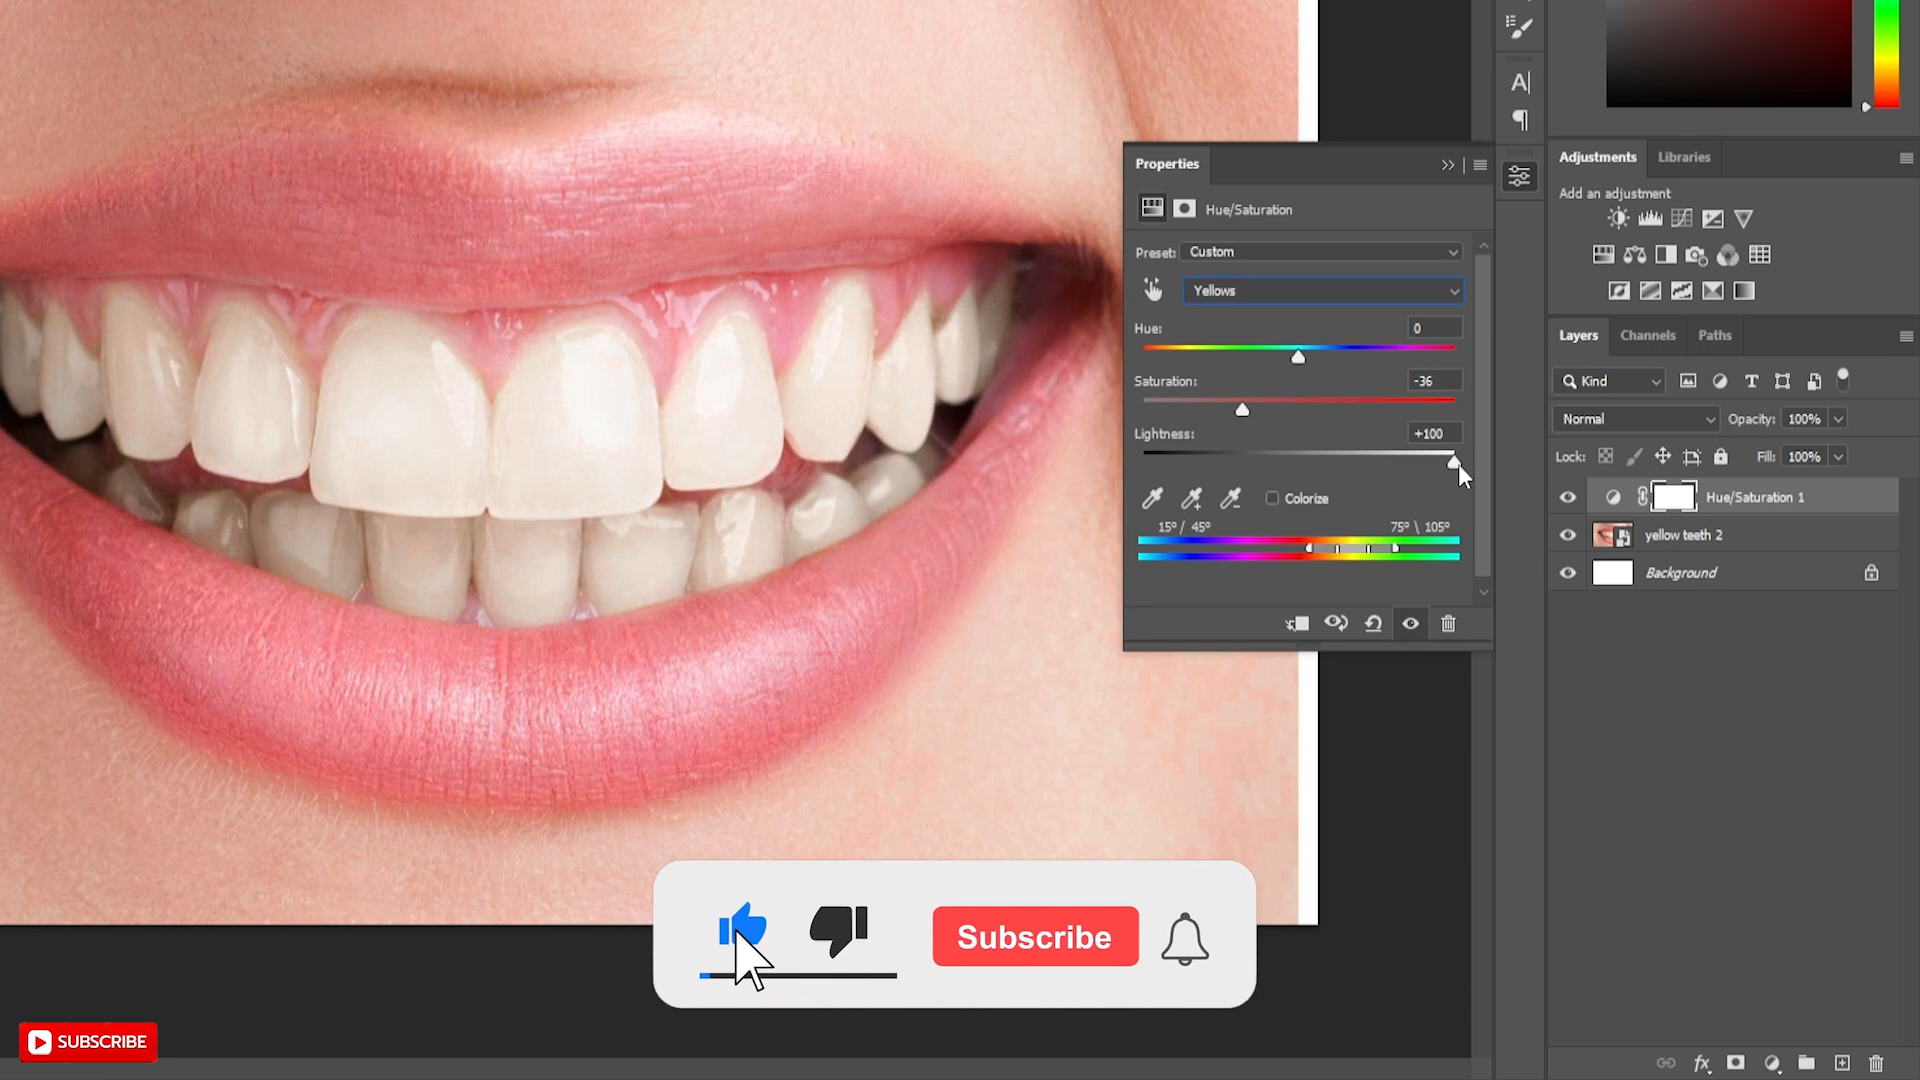 Properties
Hue/Saturation
Preset: Custom
Yellows
Hue: 0
Saturation: -36
Lightness: +100
Colorize
15°/ 45° 75° \ 105°
A|
¶
Adjustments Libraries
Add an adjustment
Layers Channels Paths
Kind
T
Normal Opacity: 100%
Lock: Fill: 100%
Hue/Saturation 1
yellow teeth 2
Background
fx
Subscribe
SUBSCRIBE